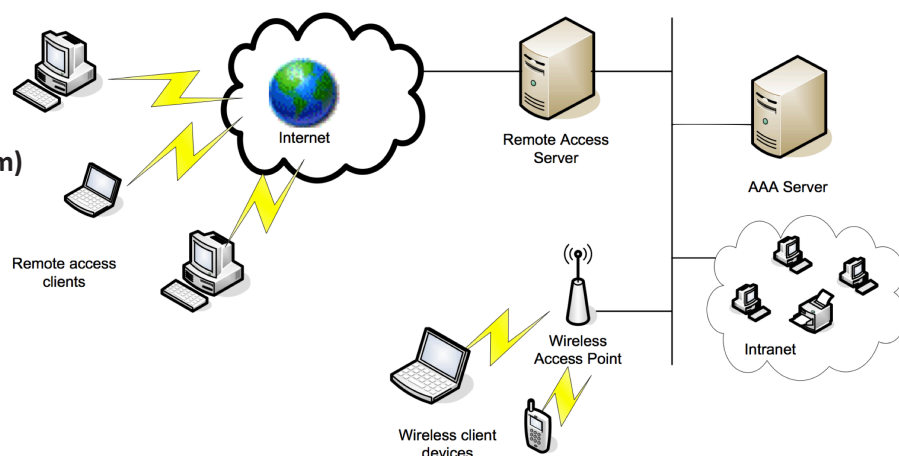 Internet
Remote Access
Server
AAA Server
m)
Remote access
clients
Wireless
Access Point
Intranet
Wireless client
devices